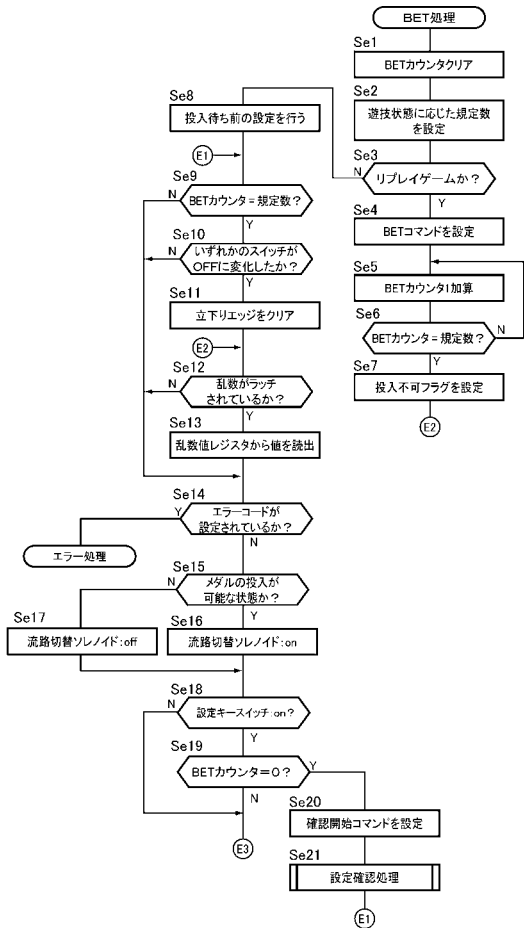 BET処理
Se1
BETカウンタクリア
Se2
遊技状態に応じた規定数
を設定
Se3
リプレイゲームか?
N
Y
Se4
BETコマンドを設定
Se5
BETカウンタ1加算
Se6
BETカウンタ=規定数?
N
Y
Se7
投入不可フラグを設定
E2
Se8
投入待ち前の設定を行う
E1
Se9
BETカウンタ=規定数?
N
Y
Se10
いずれかのスイッチが
OFFに変化したか?
N
Y
Se11
立下りエッジをクリア
E2
Se12
乱数がラッチ
されているか?
N
Y
Se13
乱数値レジスタから値を読出
Se14
エラーコードが
設定されているか?
Y
N
エラー処理
Se15
メダルの投入が
可能な状態か?
N
Y
Se17
流路切替ソレノイド:off
Se16
流路切替ソレノイド:on
Se18
設定キースイッチ:on?
N
Y
Se19
BETカウンタ=0?
Y
N
E3
Se20
確認開始コマンドを設定
Se21
設定確認処理
E1